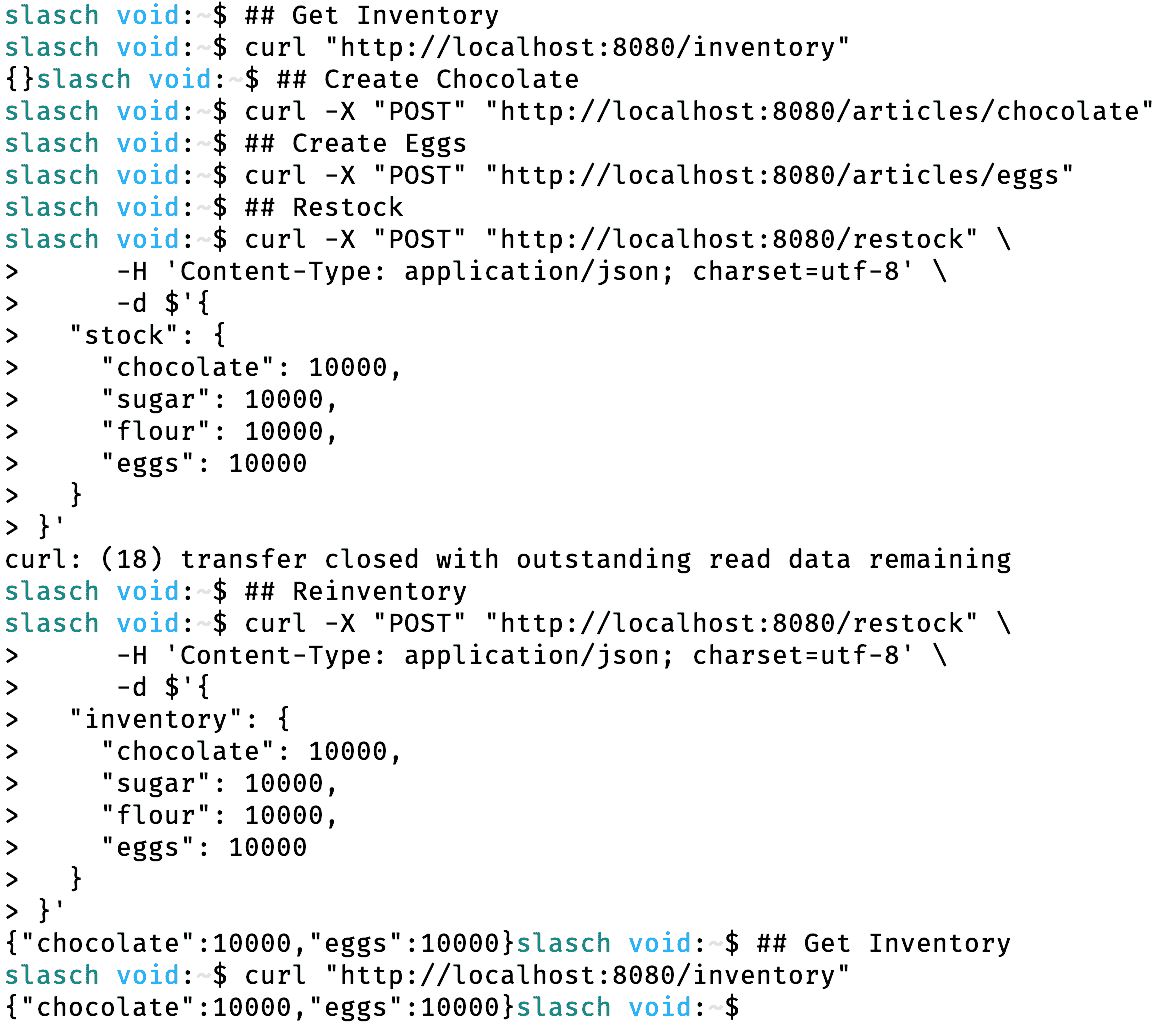 slasch void:~$ ## Get Inventory
slasch void:~$ curl "http://localhost:8080/inventory"
{}slasch void:~$ ## Create Chocolate
slasch void:~$ curl -X "POST" "http://localhost:8080/articles/chocolate"
slasch void:~$ ## Create Eggs
slasch void:~$ curl -X "POST" "http://localhost:8080/articles/eggs"
slasch void:~$ ## Restock
slasch void:~$ curl -X "POST" "http://localhost:8080/restock" \
>      -H 'Content-Type: application/json; charset=utf-8' \
>      -d $'{
>   "stock": {
>     "chocolate": 10000,
>     "sugar": 10000,
>     "flour": 10000,
>     "eggs": 10000
>   }
> }'
curl: (18) transfer closed with outstanding read data remaining
slasch void:~$ ## Reinventory
slasch void:~$ curl -X "POST" "http://localhost:8080/restock" \
>      -H 'Content-Type: application/json; charset=utf-8' \
>      -d $'{
>   "inventory": {
>     "chocolate": 10000,
>     "sugar": 10000,
>     "flour": 10000,
>     "eggs": 10000
>   }
> }'
{"chocolate":10000,"eggs":10000}slasch void:~$ ## Get Inventory
slasch void:~$ curl "http://localhost:8080/inventory"
{"chocolate":10000,"eggs":10000}slasch void:~$